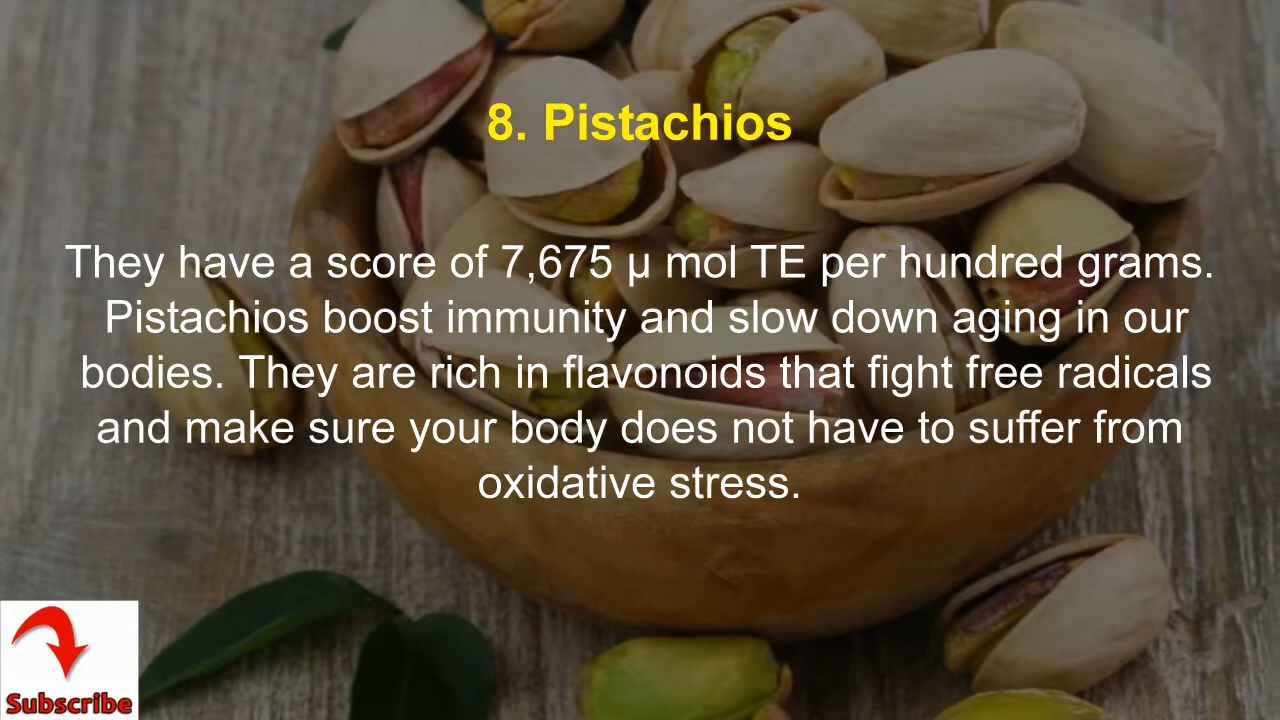 8. Pistachios
They have a score of 7,675 µ mol TE per hundred grams.
Pistachios boost immunity and slow down aging in our
bodies. They are rich in flavonoids that fight free radicals
and make sure your body does not have to suffer from
oxidative stress.
Subscribe